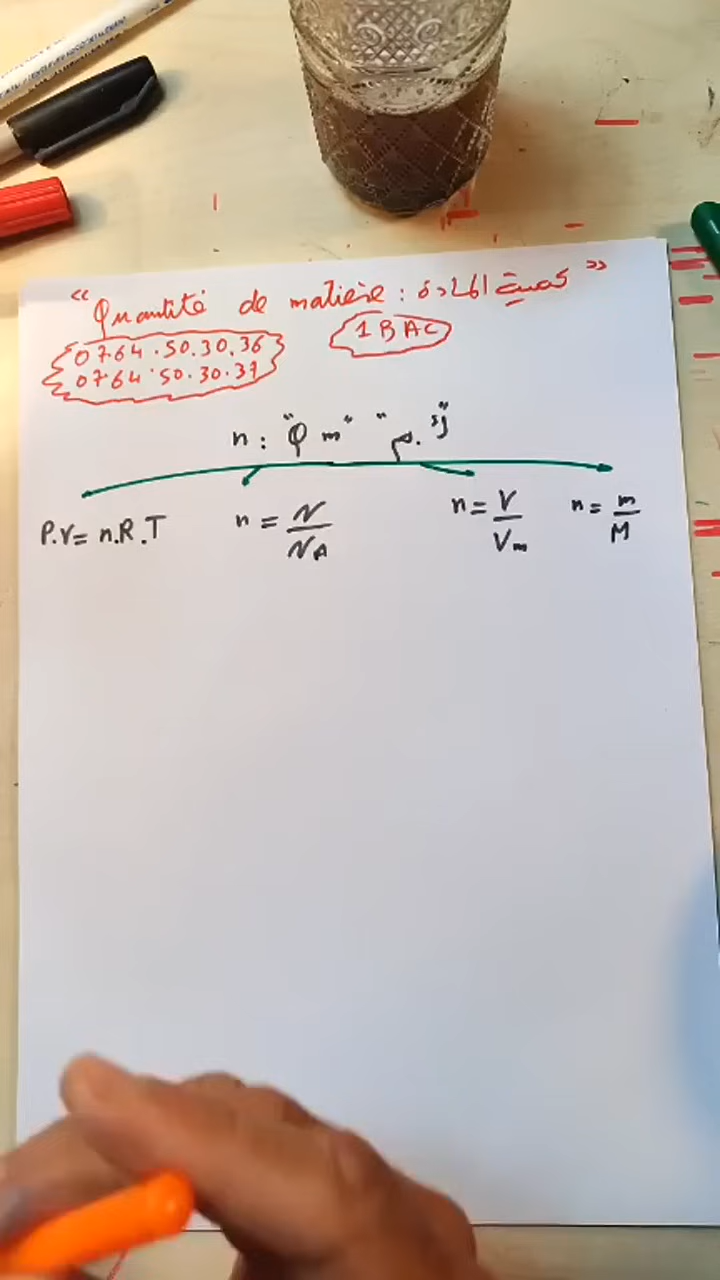 "Quantité de matière : كمية المادة"
0764.50.30.36
1 BAC
0764.50.30.37
n : "Q m"
P.V= n.R.T
n = N/NA
n = V/Vm
n = m/M